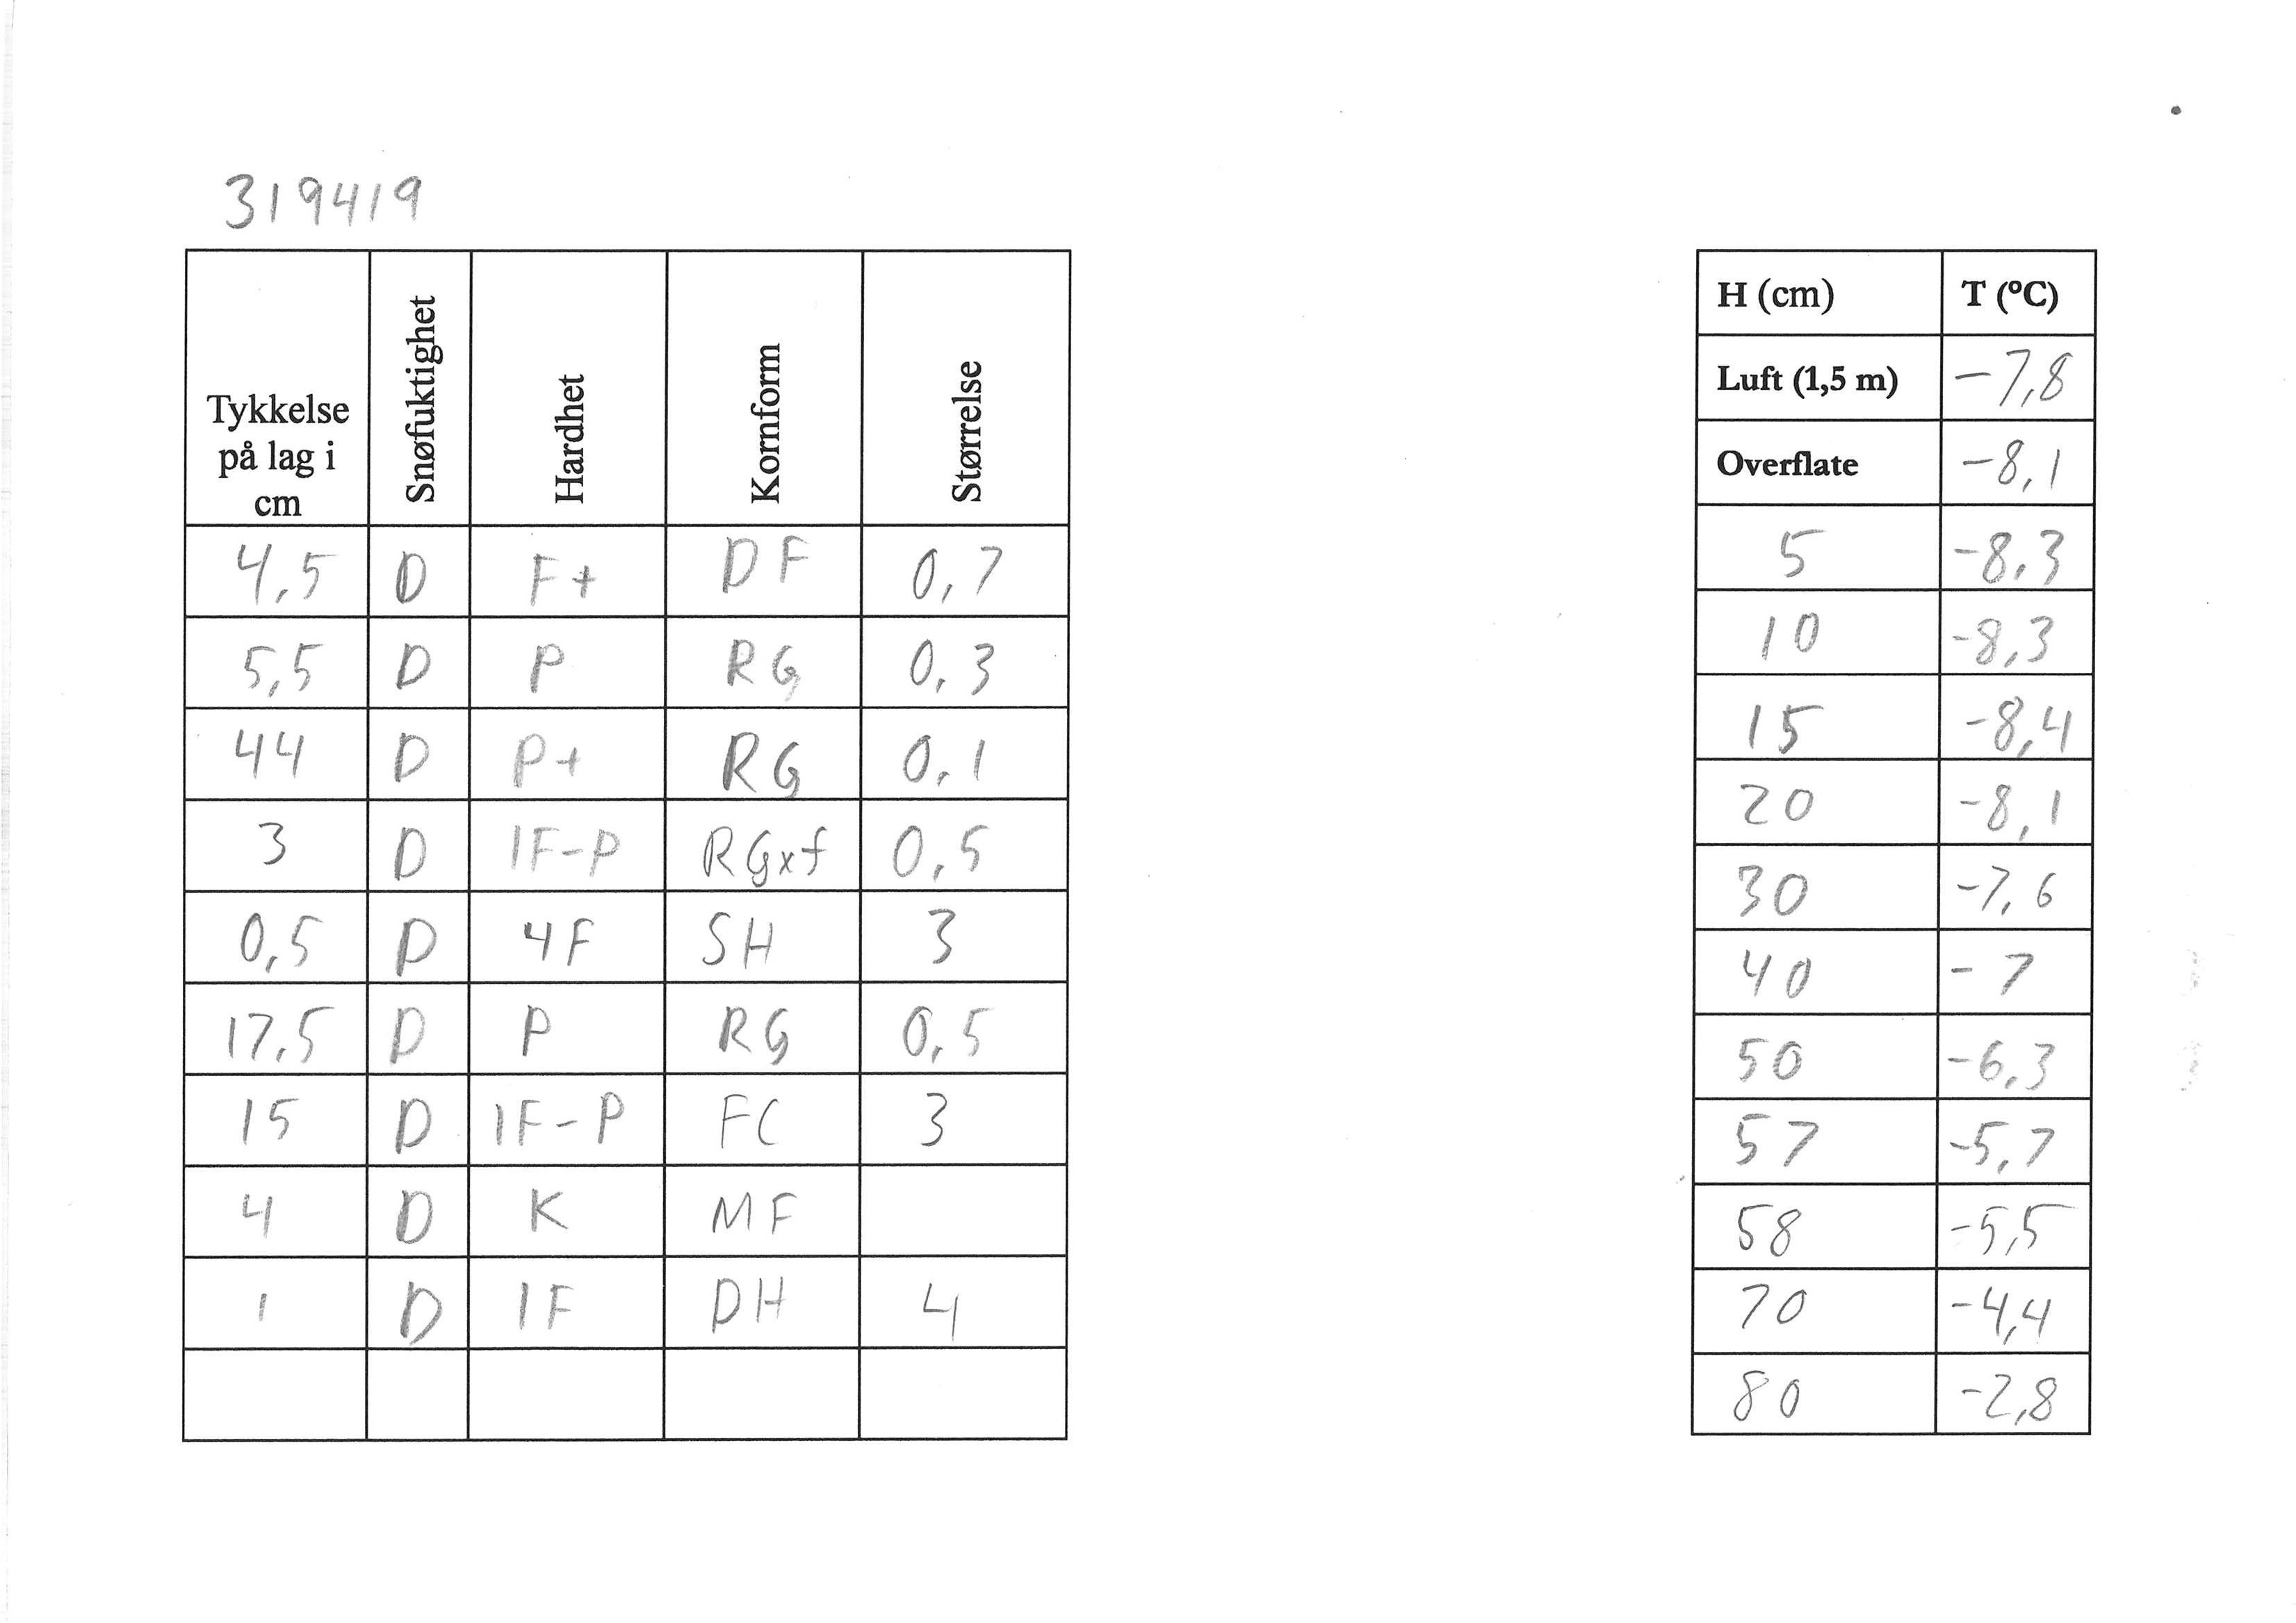 319419
Tykkelse på lag i cm Snøfuktighet Hardhet Kornform Størrelse
4,5 D F+ DF 0,7
5,5 D P RG 0,3
44 D P+ RG 0,1
3 D 1F-P RGxf 0,5
0,5 D 4F SH 3
17,5 D P RG 0,5
15 D 1F-P FC 3
4 D K MF
1 D 1F DH 4
H (cm) T (°C)
Luft (1,5 m) -7,8
Overflate -8,1
5 -8,3
10 -8,3
15 -8,4
20 -8,1
30 -7,6
40 -7
50 -6,3
57 -5,7
58 -5,5
70 -4,4
80 -2,8